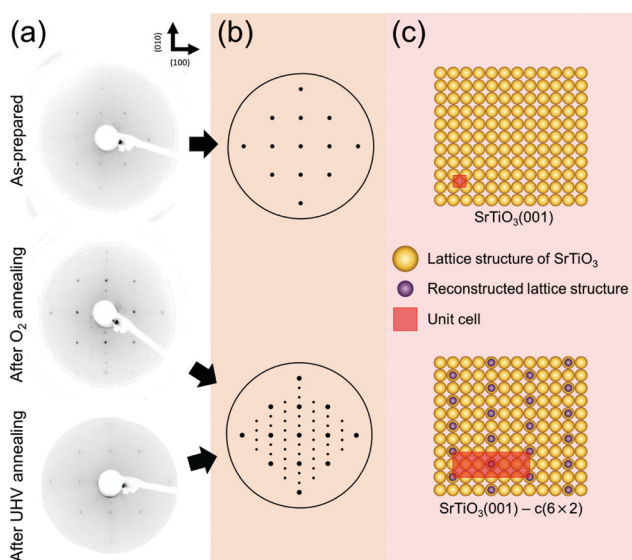 (a)
(b)
(c)
(010)
(100)
As-prepared
After O₂ annealing
After UHV annealing
SrTiO₃(001)
Lattice structure of SrTiO₃
Reconstructed lattice structure
Unit cell
SrTiO₃(001) – c(6×2)